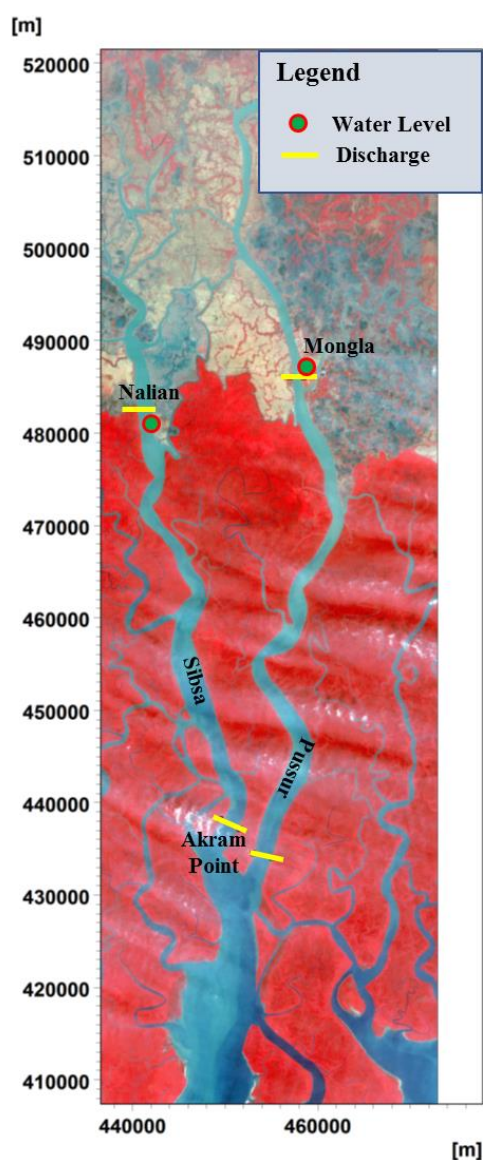 [m]
520000
Legend
Water Level
Discharge
510000
500000
490000
Mongla
Nalian
480000
470000
460000
Sibsa
450000
Pussur
440000
Akram
Point
430000
420000
410000
440000
460000
[m]